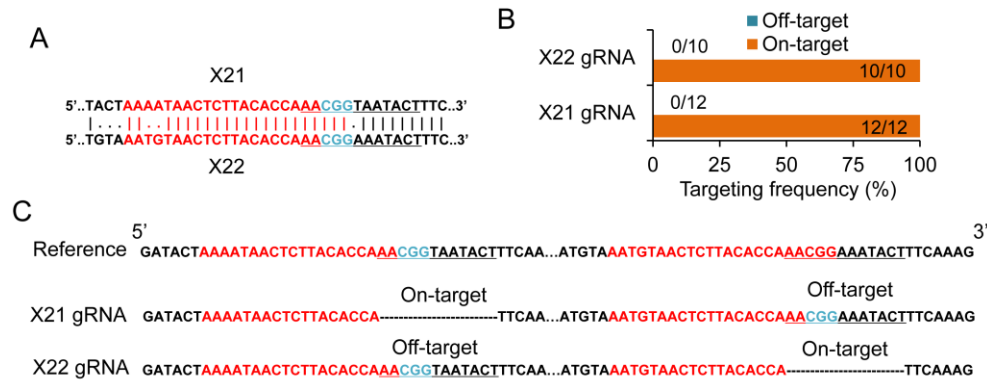 A
X21
5'..TACTAAAATAACTCTTACACCAAACGGTAATACTTTC..3'
5'..TGTAAATGTAACTCTTACACCAAACGGAAATACTTTC..3'
X22
B
Off-target
On-target
X22 gRNA
0/10
10/10
X21 gRNA
0/12
12/12
0 25 50 75 100
Targeting frequency (%)
C
5' 3'
Reference GATACTAAAATAACTCTTACACCAAACGGTAATACTTTCAA...ATGTAAATGTAACTCTTACACCAAACGGAAATACTTTCAAAG
On-target Off-target
X21 gRNA GATACTAAAATAACTCTTACACCA-------------------------TTCAA...ATGTAAATGTAACTCTTACACCAAACGGAAATACTTTCAAAG
Off-target On-target
X22 gRNA GATACTAAAATAACTCTTACACCAAACGGTAATACTTTCAA...ATGTAAATGTAACTCTTACACCA-------------------------TTCAAAG